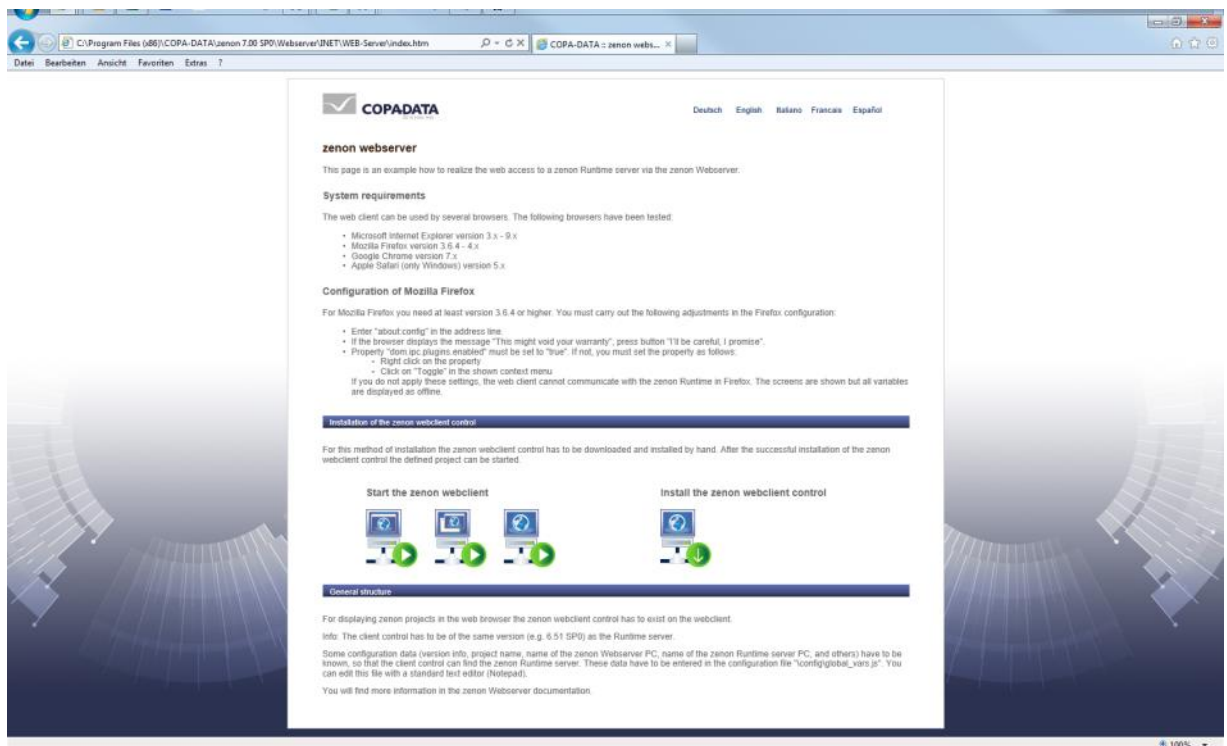 C:\Program Files (x86)\COPA-DATA\zenon 7.00 SP0\Webserver\INET\WEB-Server\index.htm
COPA-DATA :: zenon webs...
Datei Bearbeiten Ansicht Favoriten Extras ?
COPADATA
Deutsch English Italiano Francais Español
zenon webserver
This page is an example how to realize the web access to a zenon Runtime server via the zenon Webserver.
System requirements
The web client can be used by several browsers. The following browsers have been tested:
• Microsoft Internet Explorer version 3.x - 9.x
• Mozilla Firefox version 3.6.4 - 4.x
• Google Chrome version 7.x
• Apple Safari (only Windows) version 5.x
Configuration of Mozilla Firefox
For Mozilla Firefox you need at least version 3.6.4 or higher. You must carry out the following adjustments in the Firefox configuration:
• Enter "about:config" in the address line.
• If the browser displays the message "This might void your warranty", press button "I'll be careful, I promise".
• Property "dom.ipc.plugins.enabled" must be set to "true". If not, you must set the property as follows:
◦ Right click on the property
◦ Click on "Toggle" in the shown context menu
If you do not apply these settings, the web client cannot communicate with the zenon Runtime in Firefox. The screens are shown but all variables
are displayed as offline.
Installation of the zenon webclient control
For this method of installation the zenon webclient control has to be downloaded and installed by hand. After the successful installation of the zenon
webclient control the defined project can be started.
Start the zenon webclient
Install the zenon webclient control
General structure
For displaying zenon projects in the web browser the zenon webclient control has to exist on the webclient.
Info: The client control has to be of the same version (e.g. 6.51 SP0) as the Runtime server.
Some configuration data (version info, project name, name of the zenon Webserver PC, name of the zenon Runtime server PC, and others) have to be
known, so that the client control can find the zenon Runtime server. These data have to be entered in the configuration file "\config\global_vars.js". You
can edit this file with a standard text editor (Notepad).
You will find more information in the zenon Webserver documentation.
100%